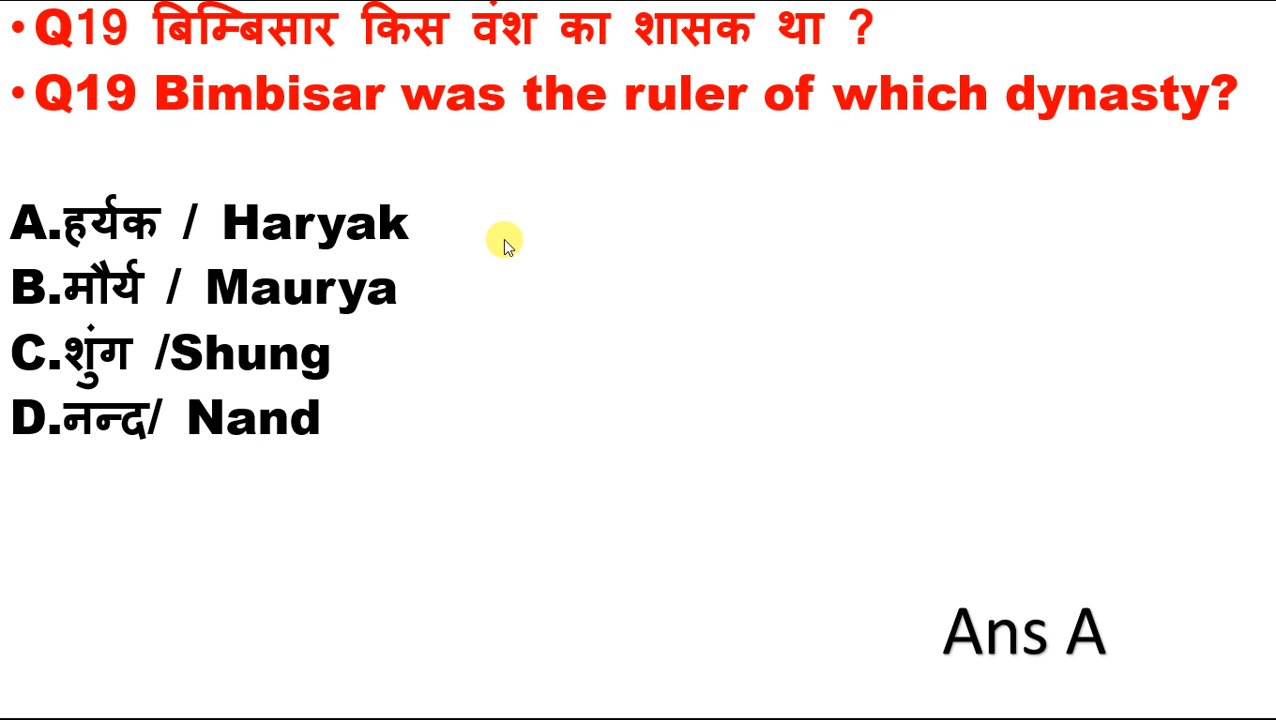 •Q19 बिम्बिसार किस वंश का शासक था ?
•Q19 Bimbisar was the ruler of which dynasty?
A.हर्यक / Haryak
B.मौर्य / Maurya
C.शुंग /Shung
D.नन्द/ Nand
Ans A